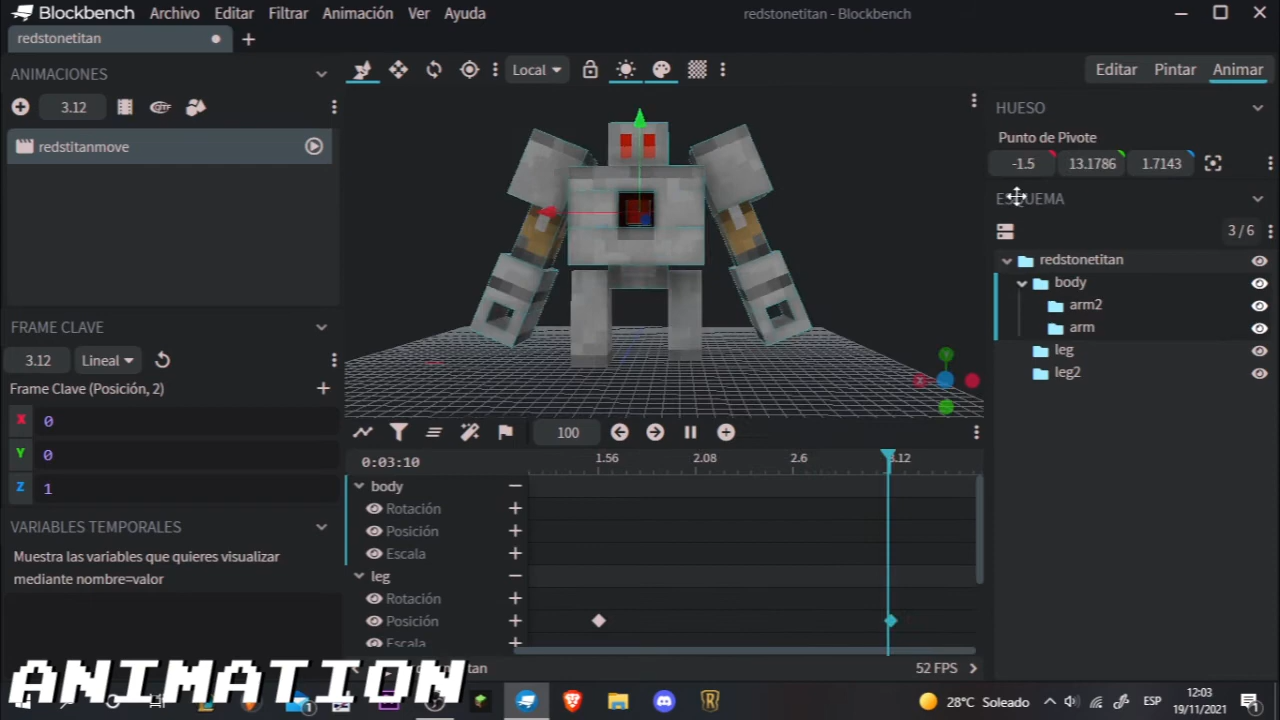 Blockbench Archivo Editar Filtrar Animación Ver Ayuda redstonetitan - Blockbench
redstonetitan
ANIMACIONES
3.12
redstitanmove
Local
Editar Pintar Animar
HUESO
Punto de Pivote
-1.5 13.1786 1.7143
ESQUEMA
3 / 6
redstonetitan
body
arm2
arm
leg
leg2
FRAME CLAVE
3.12 Lineal
Frame Clave (Posición, 2)
X 0
Y 0
Z 1
VARIABLES TEMPORALES
Muestra las variables que quieres visualizar
mediante nombre=valor
100
0:03:10 1.56 2.08 2.6 3.12
body
Rotación
Posición
Escala
leg
Rotación
Posición
Escala
52 FPS
ANIMATION
28°C Soleado ESP 12:03
19/11/2021